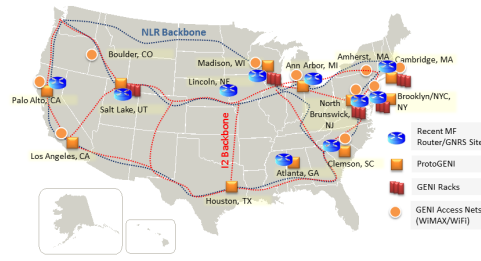 NLR Backbone
Boulder, CO
Madison, WI
Ann Arbor, MI
Amherst, MA
Cambridge, MA
Lincoln, NE
Palo Alto, CA
Salt Lake, UT
North
Brunswick,
NJ
Brooklyn/NYC,
NY
I2 Backbone
Los Angeles, CA
Clemson, SC
Atlanta, GA
Houston, TX
Recent MF
Router/GNRS Site
ProtoGENI
GENI Racks
GENI Access Nets
(WiMAX/WiFi)